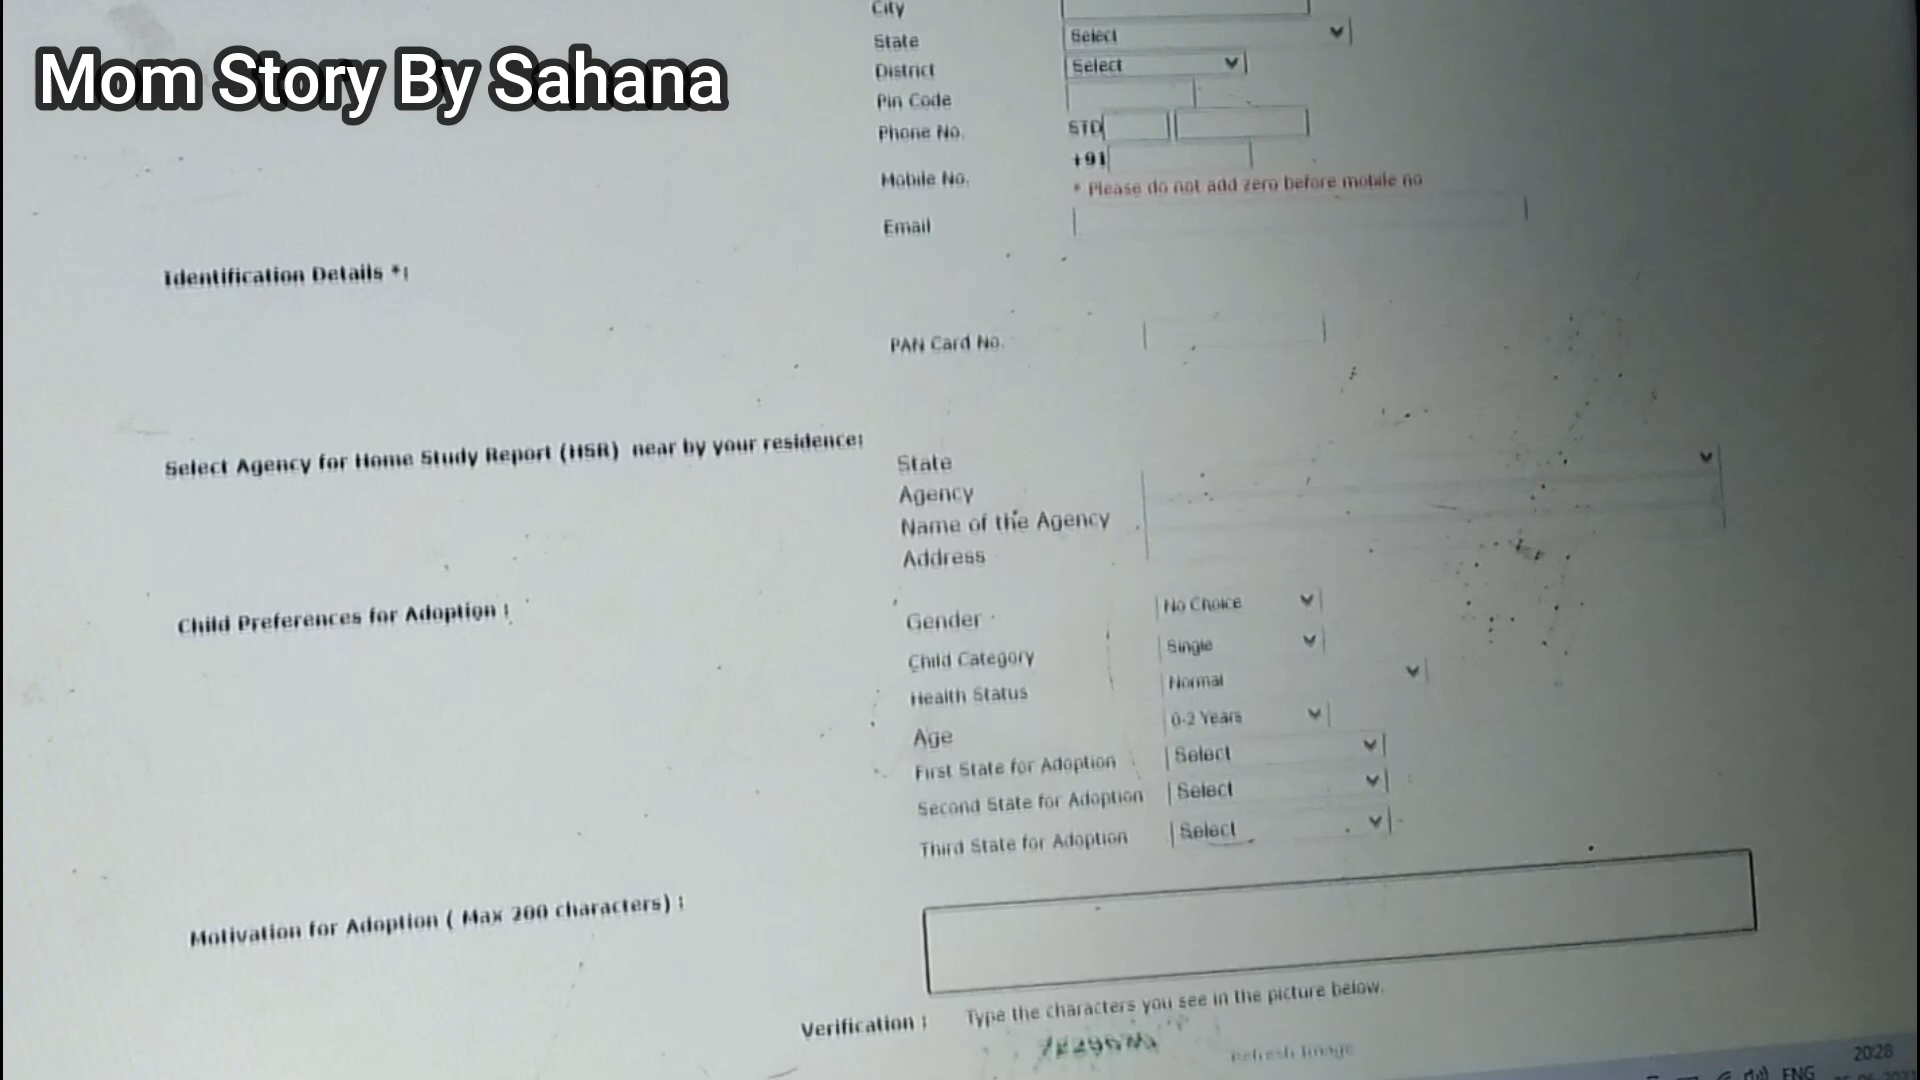 Mom Story By Sahana
City
State Select
District Select
Pin Code
Phone No. STD
+91
Mobile No.
* Please do not add zero before mobile no
Email
Identification Details *:
PAN Card No.
Select Agency for Home Study Report (HSR) near by your residence:
State
Agency
Name of the Agency
Address
Child Preferences for Adoption :
Gender No Choice
Child Category Single
Health Status Normal
Age 0-2 Years
First State for Adoption Select
Second State for Adoption Select
Third State for Adoption Select
Motivation for Adoption ( Max 200 characters) :
Verification : Type the characters you see in the picture below.
Refresh Image
20:28
ENG